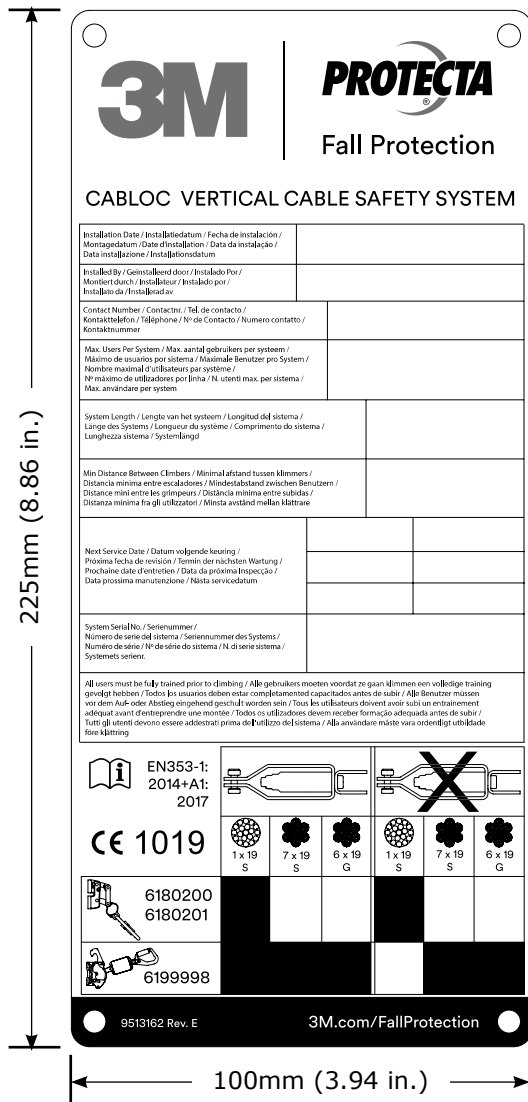 3M
PROTECTA
®
Fall Protection
CABLOC VERTICAL CABLE SAFETY SYSTEM
Installation Date / Installatiedatum / Fecha de instalación /
Montagedatum /Date d'installation / Data da instalação /
Data installazione / Installationsdatum
Installed By / Geïnstalleerd door / Instalado Por /
Montiert durch / Installateur / Instalado por /
Installato da / Installerad av
Contact Number / Contactnr. / Tel. de contacto /
Kontakttelefon / Téléphone / Nº de Contacto / Numero contatto /
Kontaktnummer
Max. Users Per System / Max. aantal gebruikers per systeem /
Máximo de usuarios por sistema / Maximale Benutzer pro System /
Nombre maximal d'utilisateurs par système /
Nº máximo de utilizadores por linha / N. utenti max. per sistema /
Max. användare per system
System Length / Lengte van het systeem / Longitud del sistema /
Länge des Systems / Longueur du système / Comprimento do sistema /
Lunghezza sistema / Systemlängd
Min Distance Between Climbers / Minimal afstand tussen klimmers /
Distancia minima entre escaladores / Mindestabstand zwischen Benutzern /
Distance mini entre les grimpeurs / Distância minima entre subidas /
Distanza minima fra gli utilizzatori / Minsta avstånd mellan klättrare
Next Service Date / Datum volgende keuring /
Próxima fecha de revisión / Termin der nächsten Wartung /
Prochaine date d'entretien / Data da próxima Inspecção /
Data prossima manutenzione / Nästa servicedatum
System Serial No. / Serienummer /
Número de serie del sistema / Seriennummer des Systems /
Numéro de série / Nº de série do sistema / N. di serie sistema /
Systemets serienr.
All users must be fully trained prior to climbing / Alle gebruikers moeten voordat ze gaan klimmen een volledige training
gevolgt hebben / Todos los usuarios deben estar completamented capacitados antes de subir / Alle Benutzer müssen
vor dem Auf- oder Abstieg eingehend geschult worden sein / Tous les utilisateurs doivent avoir subi un entrainement
adéquat avant d'entreprendre une montée / Todos os utilizadores devem receber formação adequada antes de subir /
Tutti gli utenti devono essere addestrati prima dell'utilizzo del sistema / Alla användare måste vara ordentligt utbildade
före klättring
i
EN353-1:
2014+A1:
2017
CE 1019
1 x 19 7 x 19 6 x 19 1 x 19 7 x 19 6 x 19
S S G S S G
6180200
6180201
6199998
9513162 Rev. E 3M.com/FallProtection
225mm (8.86 in.)
100mm (3.94 in.)